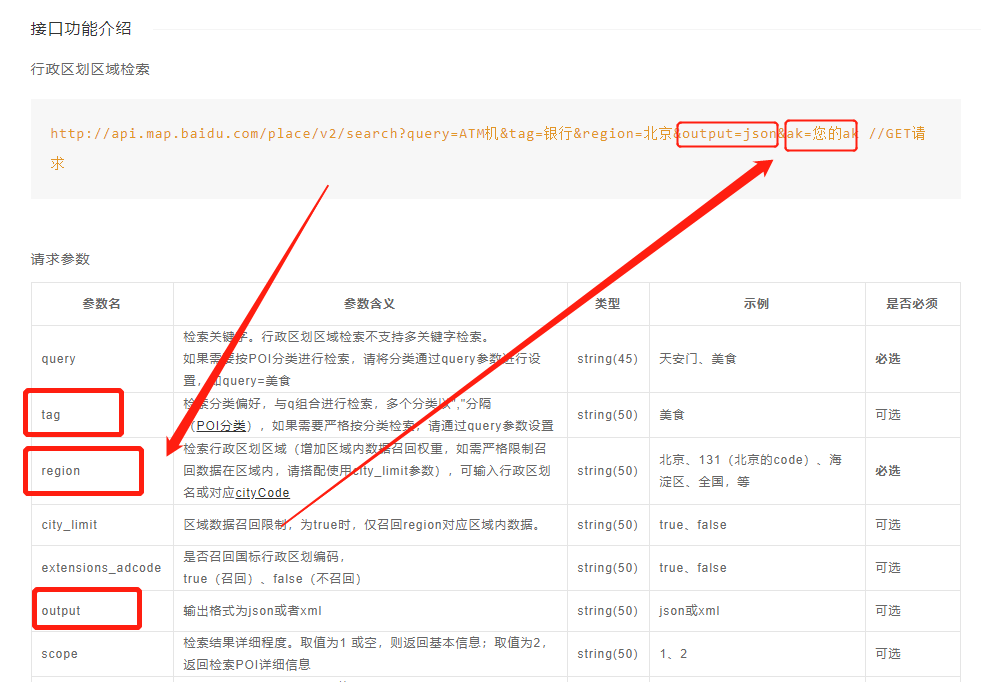 接口功能介绍
行政区划区域检索
http://api.map.baidu.com/place/v2/search?query=ATM机&tag=银行&region=北京&output=json&ak=您的ak //GET请
求
请求参数
参数名 参数含义 类型 示例 是否必须
检索关键字。行政区划区域检索不支持多关键字检索。
query 如果需要按POI分类进行检索，请将分类通过query参数进行设 string(45) 天安门、美食 必选
置，如query=美食
检索分类偏好，与q组合进行检索，多个分类以","分隔
tag （POI分类），如果需要严格按分类检索，请通过query参数设置 string(50) 美食 可选
检索行政区划区域（增加区域内数据召回权重，如需严格限制召
region 回数据在区域内，请搭配使用city_limit参数），可输入行政区划 string(50) 北京、131（北京的code）、海 必选
名或对应cityCode 淀区、全国，等
city_limit 区域数据召回限制，为true时，仅召回region对应区域内数据。 string(50) true、false 可选
是否召回国标行政区划编码，
extensions_adcode true（召回）、false（不召回） string(50) true、false 可选
output 输出格式为json或者xml string(50) json或xml 可选
检索结果详细程度。取值为1 或空，则返回基本信息；取值为2，
scope 返回检索POI详细信息 string(50) 1、2 可选